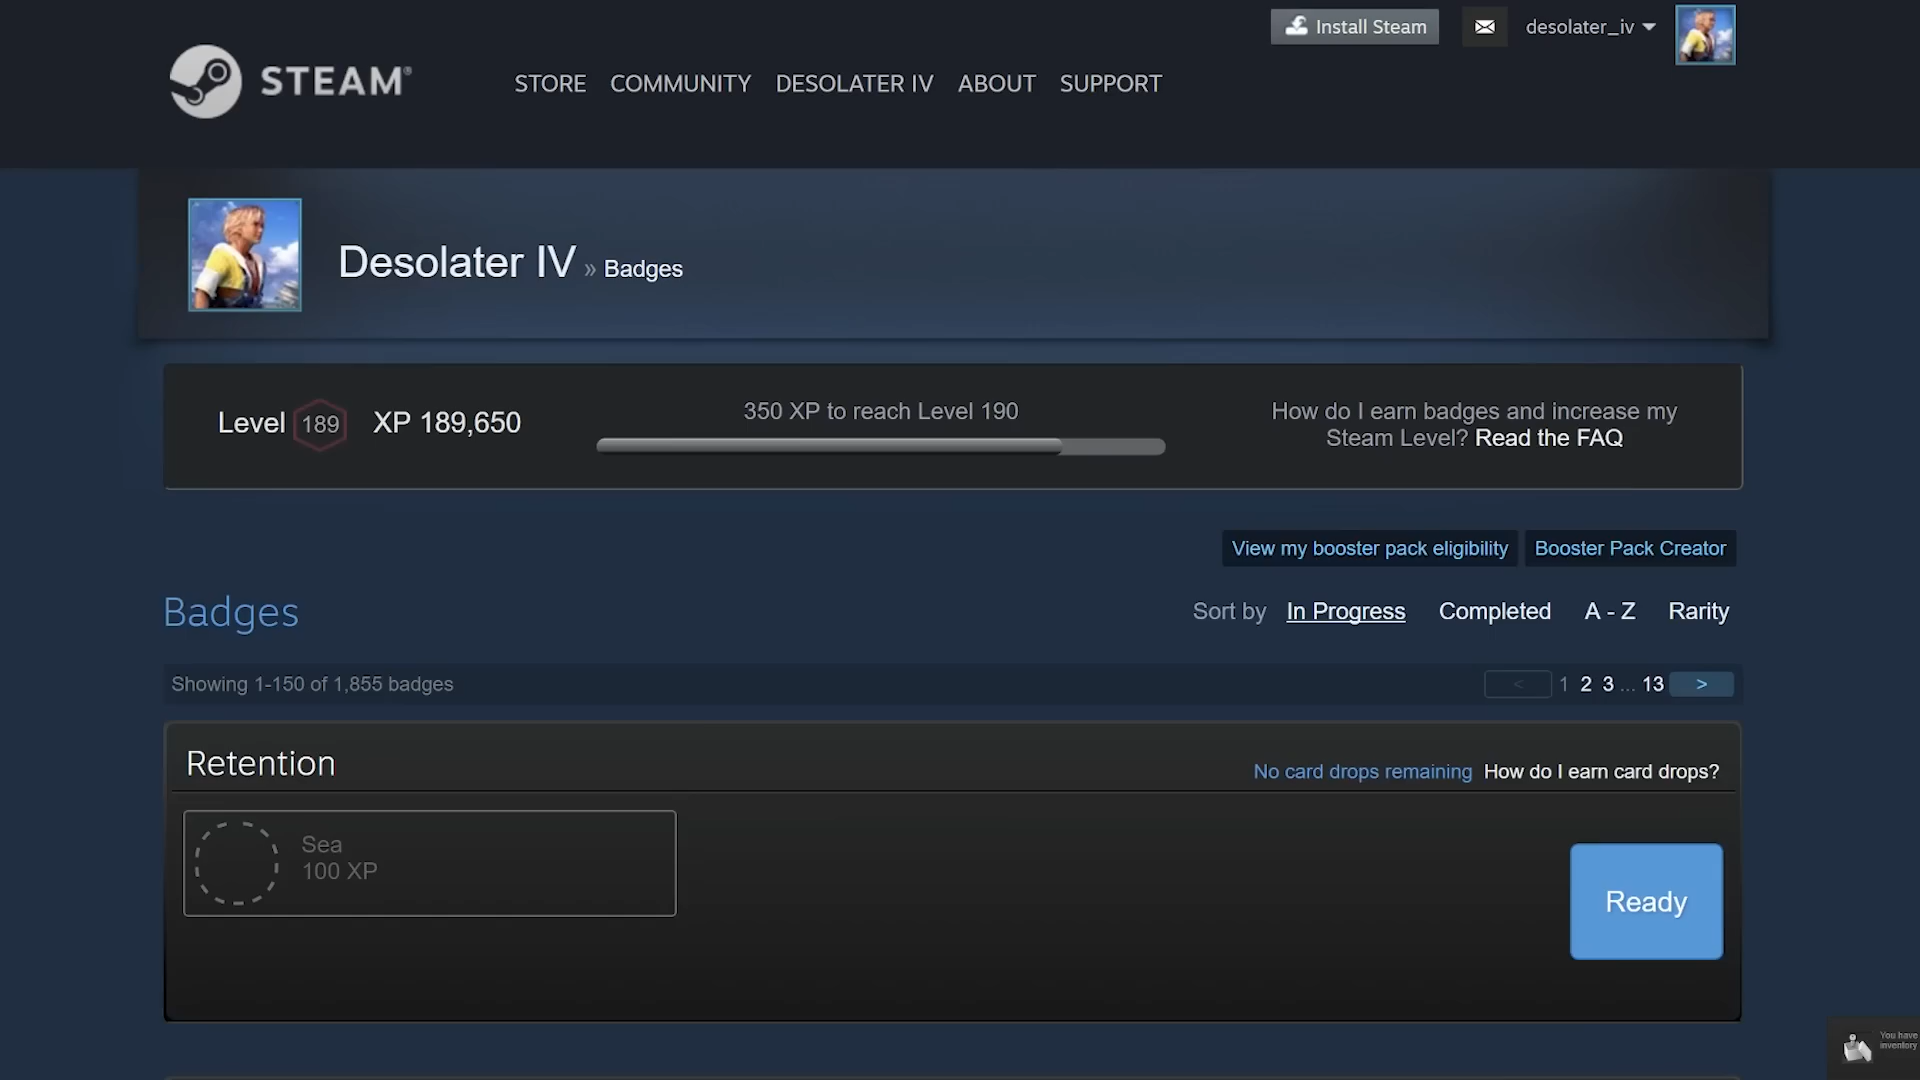 Install Steam
desolater_iv
STEAM®
STORE COMMUNITY DESOLATER IV ABOUT SUPPORT
Desolater IV » Badges
Level 189 XP 189,650
350 XP to reach Level 190
How do I earn badges and increase my
Steam Level? Read the FAQ
View my booster pack eligibility
Booster Pack Creator
Badges
Sort by In Progress Completed A - Z Rarity
Showing 1-150 of 1,855 badges
< 1 2 3 ... 13 >
Retention
No card drops remaining How do I earn card drops?
Sea
100 XP
Ready
You have
inventory